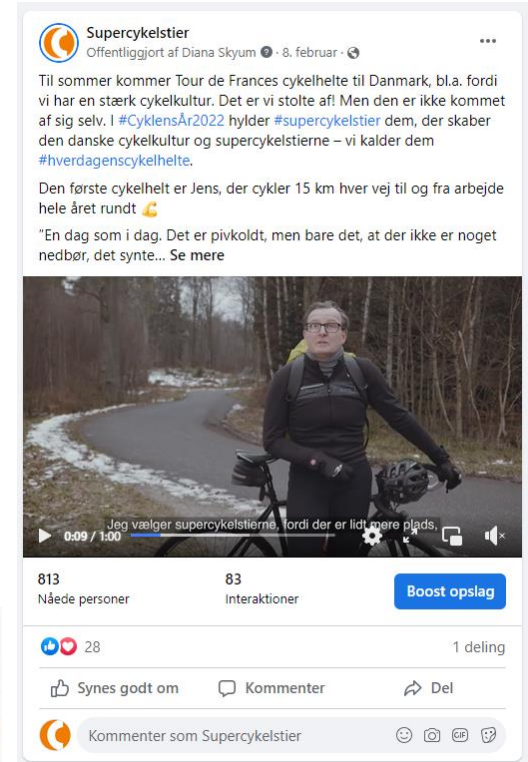 Supercykelstier
Offentliggjort af Diana Skyum · 8. februar ·
Til sommer kommer Tour de Frances cykelhelte til Danmark, bl.a. fordi
vi har en stærk cykelkultur. Det er vi stolte af! Men den er ikke kommet
af sig selv. I #CyklensÅr2022 hylder #supercykelstier dem, der skaber
den danske cykelkultur og supercykelstierne – vi kalder dem
#hverdagenscykelhelte.
Den første cykelhelt er Jens, der cykler 15 km hver vej til og fra arbejde
hele året rundt 💪
”En dag som i dag. Det er pivkoldt, men bare det, at der ikke er noget
nedbør, det synte... Se mere
Jeg vælger supercykelstierne, fordi der er lidt mere plads,
0:09 / 1:00
813
Nåede personer
83
Interaktioner
Boost opslag
28
1 deling
Synes godt om
Kommenter
Del
Kommenter som Supercykelstier
GIF